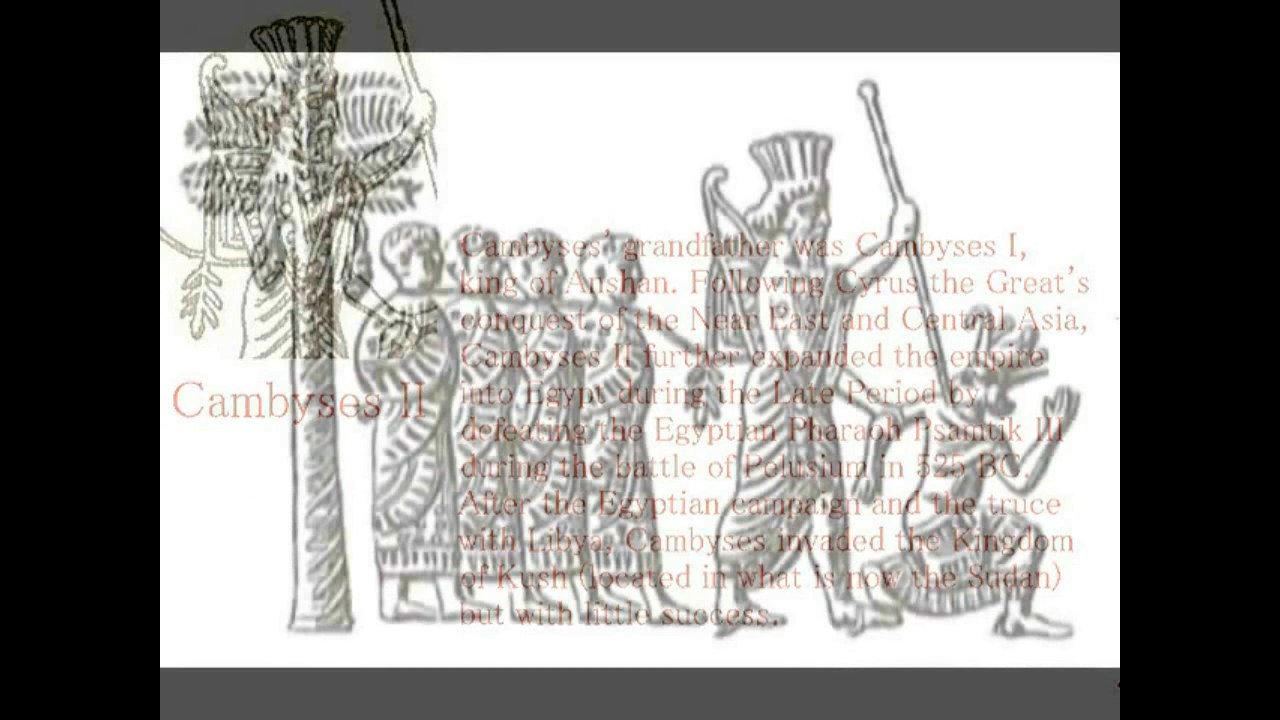 Cambyses II
Cambyses' grandfather was Cambyses I,
king of Anshan. Following Cyrus the Great's
conquest of the Near East and Central Asia,
Cambyses II further expanded the empire
into Egypt during the Late Period by
defeating the Egyptian Pharaoh Psamtik III
during the battle of Pelusium in 525 BC.
After the Egyptian campaign and the truce
with Libya, Cambyses invaded the Kingdom
of Kush (located in what is now the Sudan)
but with little success.